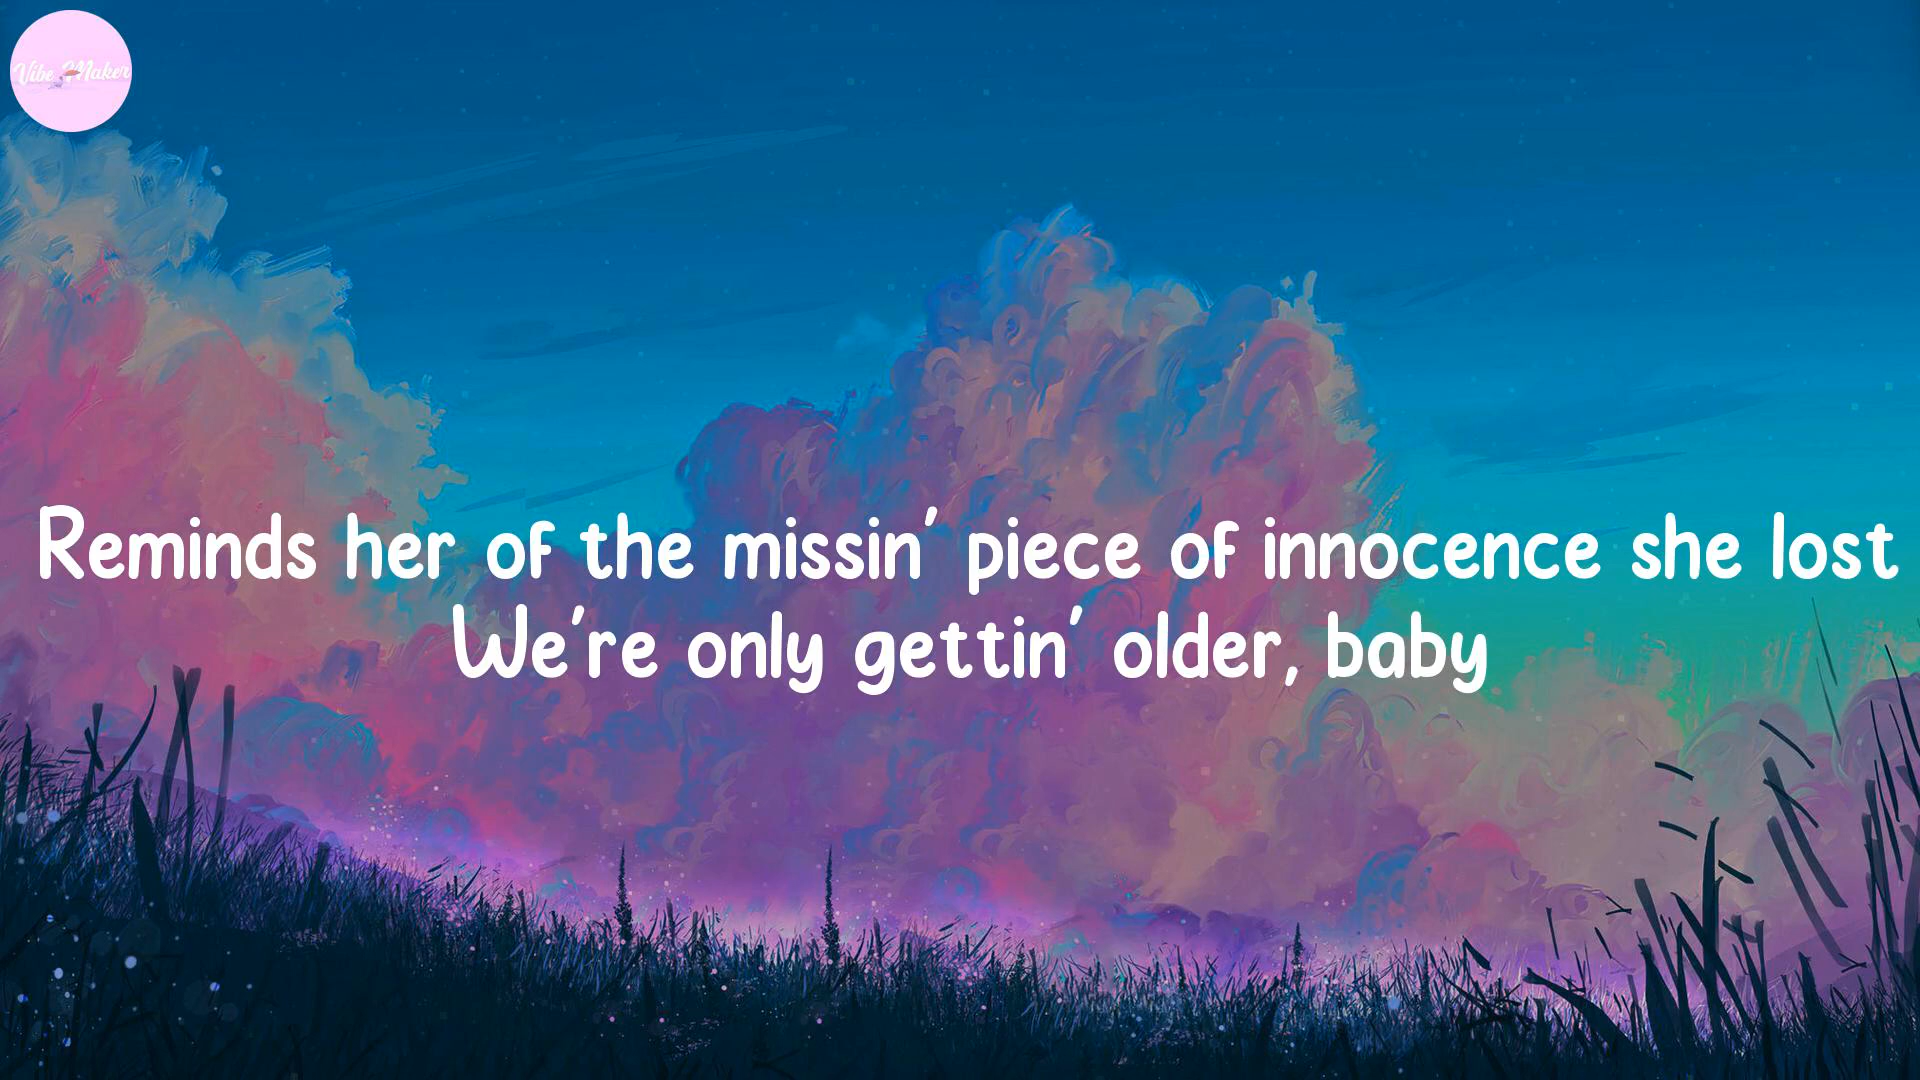 Vibe Maker
Reminds her of the missin' piece of innocence she lost
We're only gettin' older, baby